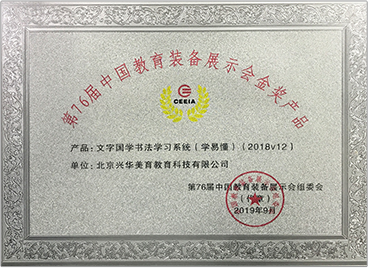 第76届中国教育装备展示会金奖产品
CEEIA
产品：文字国学书法学习系统（学易懂）（2018v12）
单位：北京兴华美育教育科技有限公司
第76届中国教育装备展示会组委会
（代章）
2019年9月